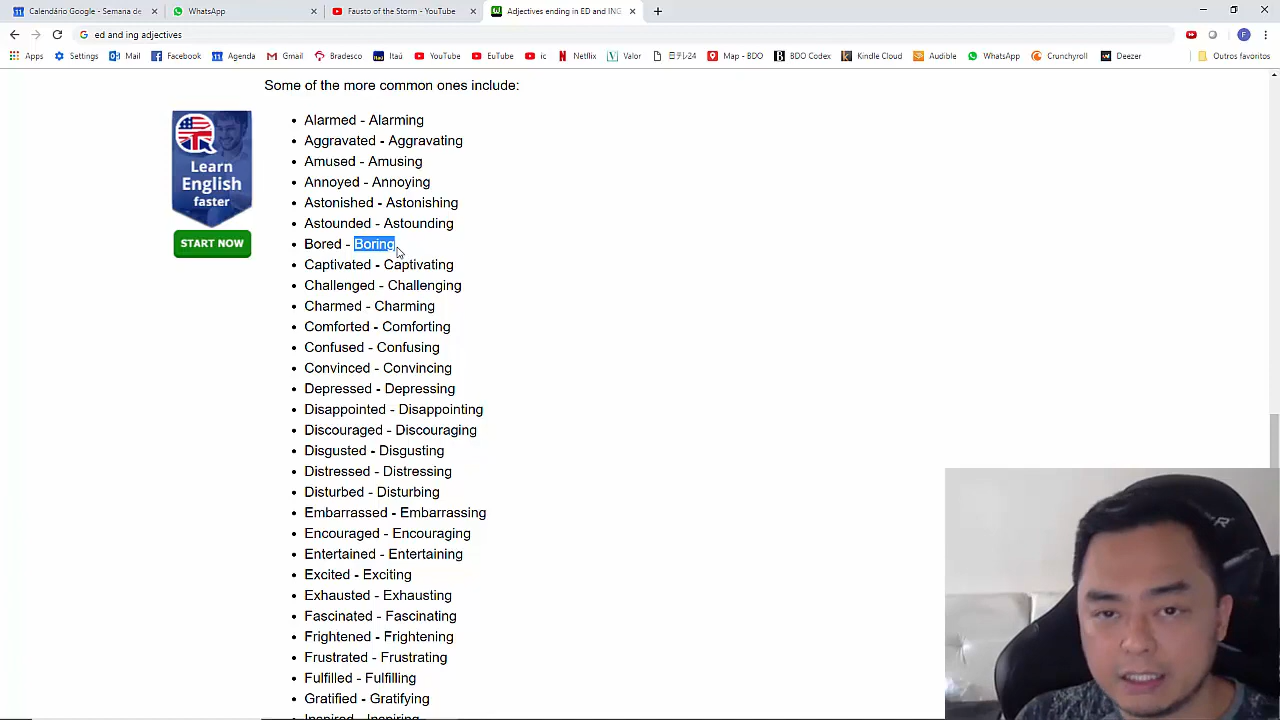 Calendário Google - Semana de
WhatsApp
Fausto of the Storm - YouTube
Adjectives ending in ED and ING
ed and ing adjectives
F
Apps
Settings
Mail
Facebook
Agenda
Gmail
Bradesco
Itaú
YouTube
EuTube
ic
Netflix
Valor
Map - BDO
BDO Codex
Kindle Cloud
Audible
WhatsApp
Crunchyroll
Deezer
Outros favoritos
Some of the more common ones include:
Learn
English
faster
START NOW
Alarmed - Alarming
Aggravated - Aggravating
Amused - Amusing
Annoyed - Annoying
Astonished - Astonishing
Astounded - Astounding
Bored - Boring
Captivated - Captivating
Challenged - Challenging
Charmed - Charming
Comforted - Comforting
Confused - Confusing
Convinced - Convincing
Depressed - Depressing
Disappointed - Disappointing
Discouraged - Discouraging
Disgusted - Disgusting
Distressed - Distressing
Disturbed - Disturbing
Embarrassed - Embarrassing
Encouraged - Encouraging
Entertained - Entertaining
Excited - Exciting
Exhausted - Exhausting
Fascinated - Fascinating
Frightened - Frightening
Frustrated - Frustrating
Fulfilled - Fulfilling
Gratified - Gratifying
Inspired - Inspiring